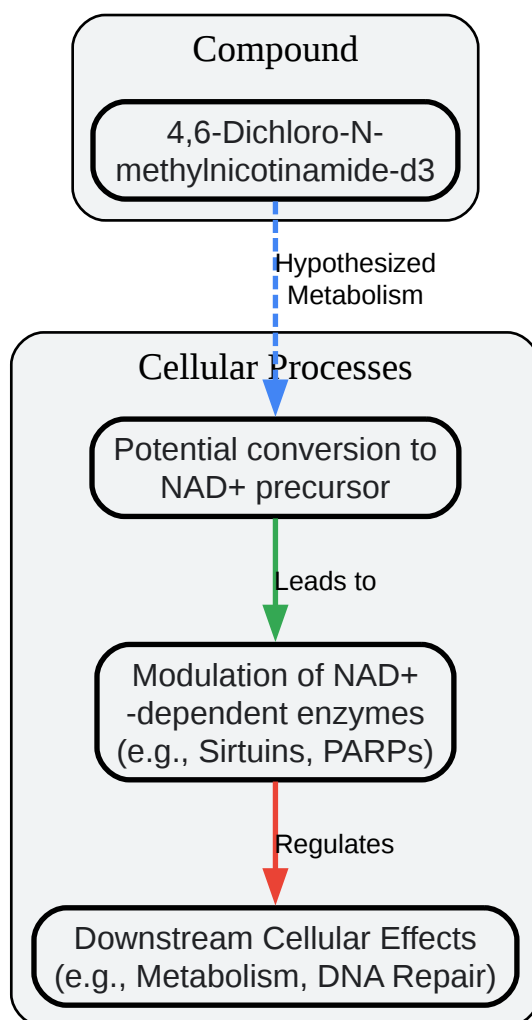 Compound
4,6-Dichloro-N-
methylnicotinamide-d3
Hypothesized
Metabolism
Cellular Processes
Potential conversion to
NAD+ precursor
Leads to
Modulation of NAD+
-dependent enzymes
(e.g., Sirtuins, PARPs)
Regulates
Downstream Cellular Effects
(e.g., Metabolism, DNA Repair)